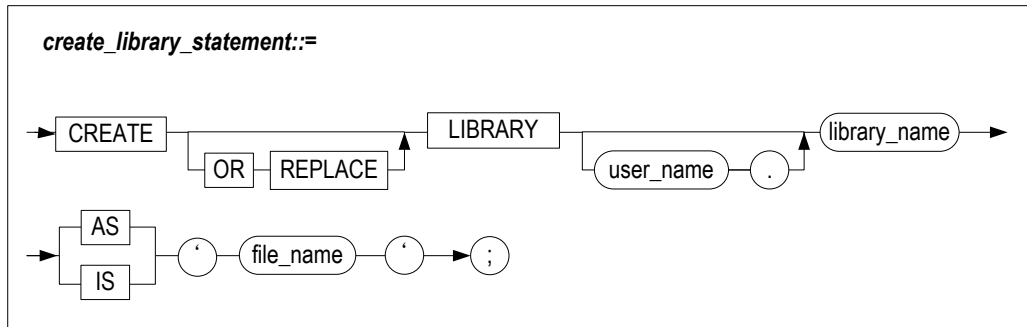 create_library_statement::=
CREATE LIBRARY library_name
OR REPLACE user_name .
AS
‘ file_name ‘ ;
IS